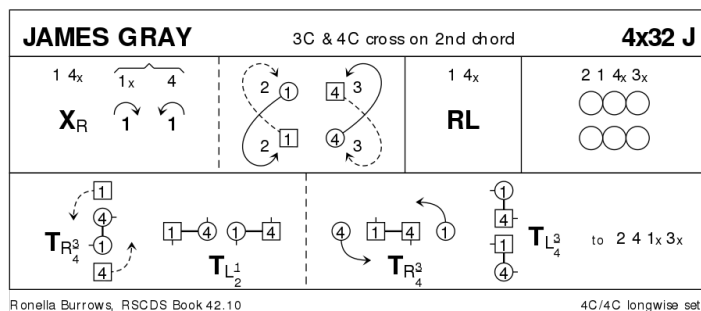 JAMES GRAY 3C & 4C cross on 2nd chord 4x32 J
1 4x 1x 4 2 1 4 3 1 4x 2 1 4x 3x
XR 1 1 RL
2 1 4 3
1 1
TR3/4 4 1 4 1 4 4 1 4 1 4 TL3/4 to 2 4 1x 3x
1 1
4 TL1/2 TR3/4 4
Ronella Burrows, RSCDS Book 42.10 4C/4C longwise set